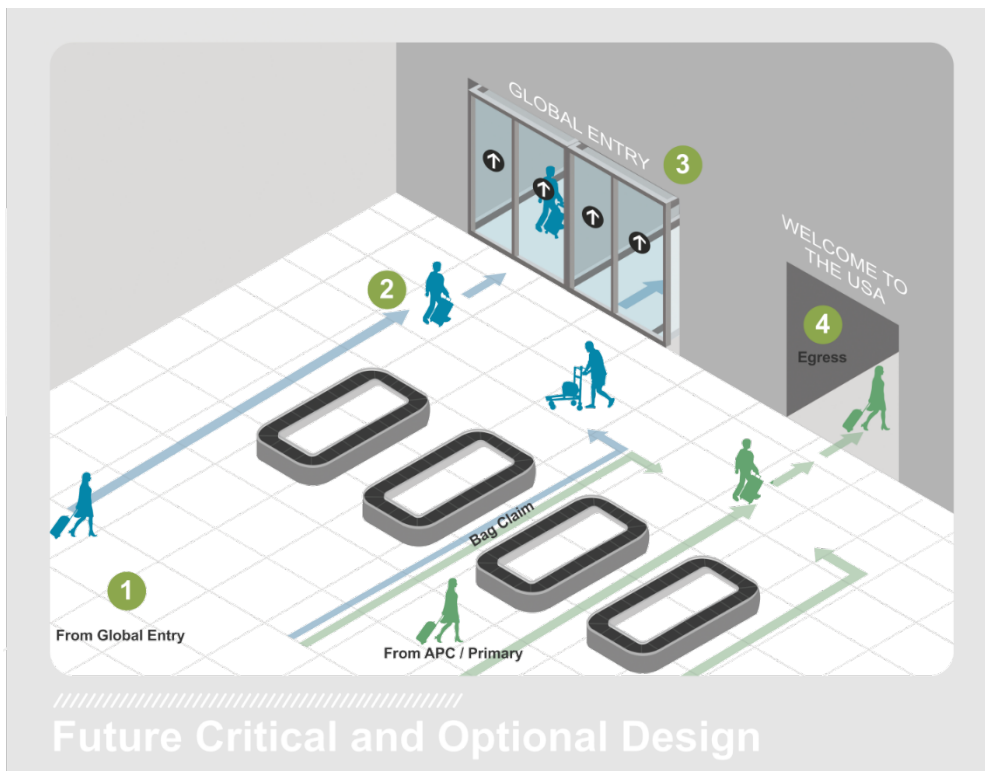 GLOBAL ENTRY
3
WELCOME TO
THE USA
2
4
Egress
Bag Claim
1
From Global Entry
From APC / Primary
Future Critical and Optional Design